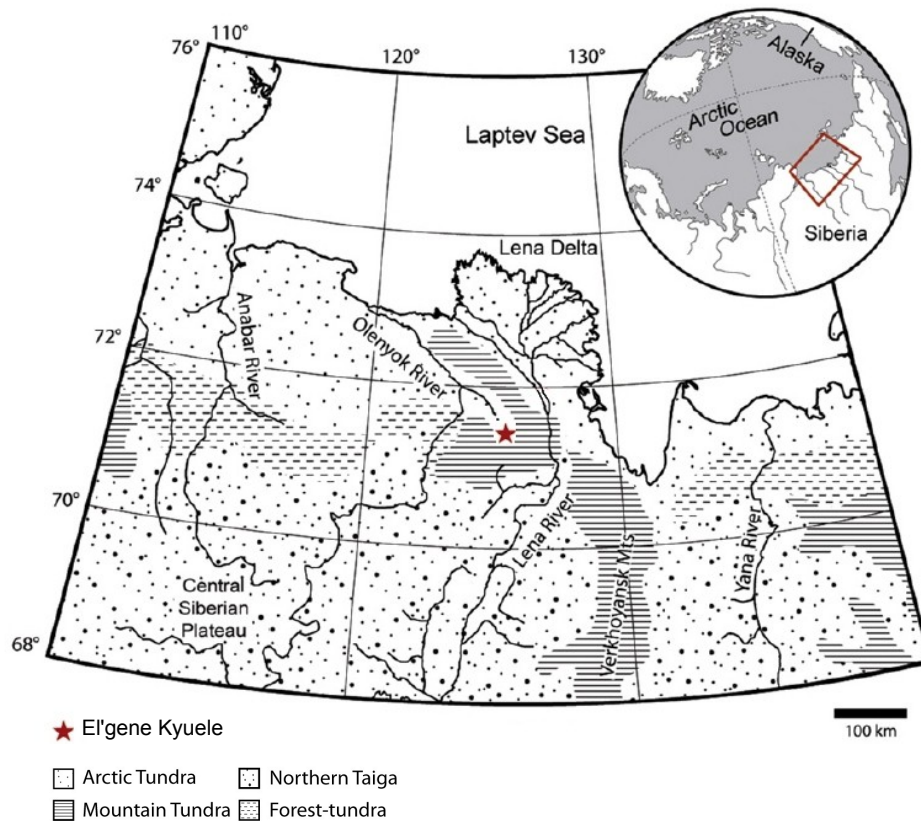 110°
76°
120°
130°
Alaska
Arctic
Ocean
Siberia
Laptev Sea
74°
Lena Delta
Anabar River
Olenyok River
72°
70°
Lena River
Verkhoyansk Mts
Yana River
Central
Siberian
Plateau
68°
100 km
El'gene Kyuele
Arctic Tundra
Northern Taiga
Mountain Tundra
Forest-tundra